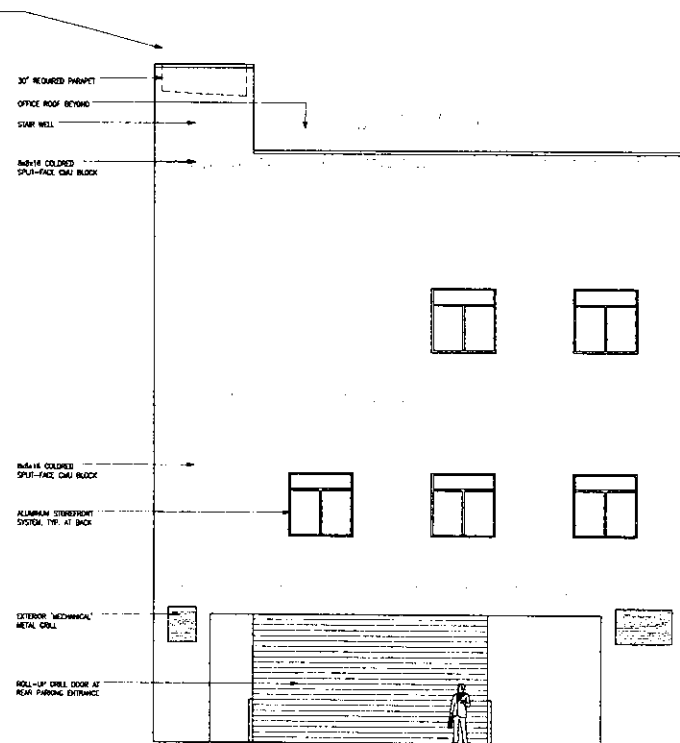 30" REQUIRED PARAPET
OFFICE ROOF BEYOND
STAIR WELL
8x8x16 COLORED
SPLIT-FACE CMU BLOCK
8x8x16 COLORED
SPLIT-FACE CMU BLOCK
ALUMINUM STOREFRONT
SYSTEM, TYP. AT BACK
EXTERIOR 'MECHANICAL'
METAL GRILL
ROLL-UP GRILL DOOR AT
REAR PARKING ENTRANCE